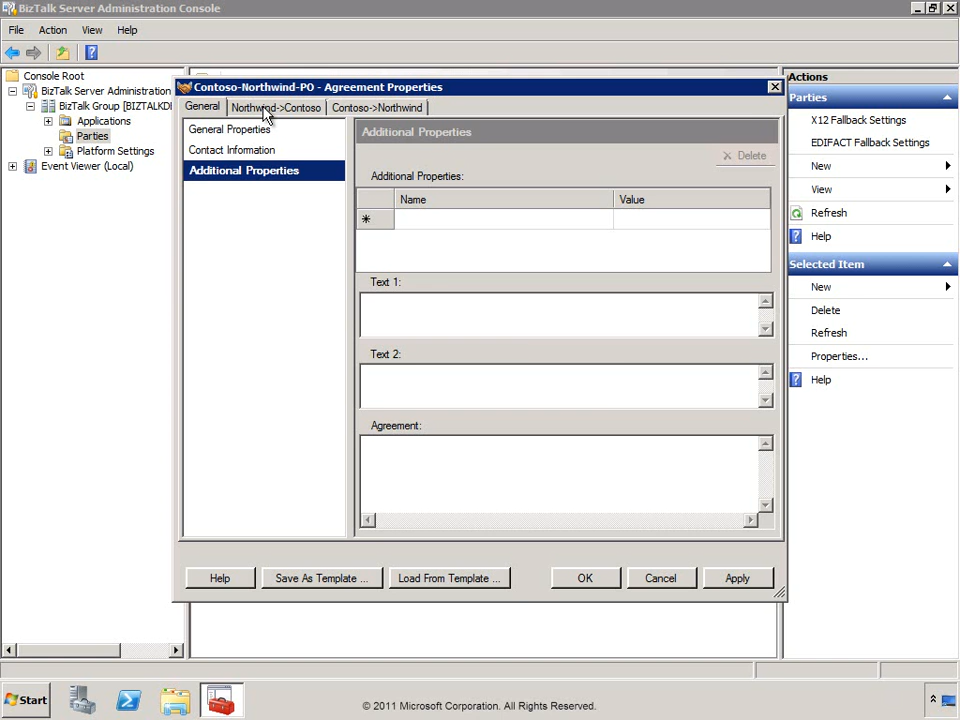 BizTalk Server Administration Console
File Action View Help
Console Root
BizTalk Server Administration
BizTalk Group [BIZTALKDE
Applications
Parties
Platform Settings
Event Viewer (Local)
Contoso-Northwind-PO - Agreement Properties
General Northwind->Contoso Contoso->Northwind
General Properties
Contact Information
Additional Properties
Additional Properties
Delete
Additional Properties:
Name Value
Text 1:
Text 2:
Agreement:
Help Save As Template ... Load From Template ... OK Cancel Apply
Actions
Parties
X12 Fallback Settings
EDIFACT Fallback Settings
New
View
Refresh
Help
Selected Item
New
Delete
Refresh
Properties...
Help
Start
© 2011 Microsoft Corporation. All Rights Reserved.